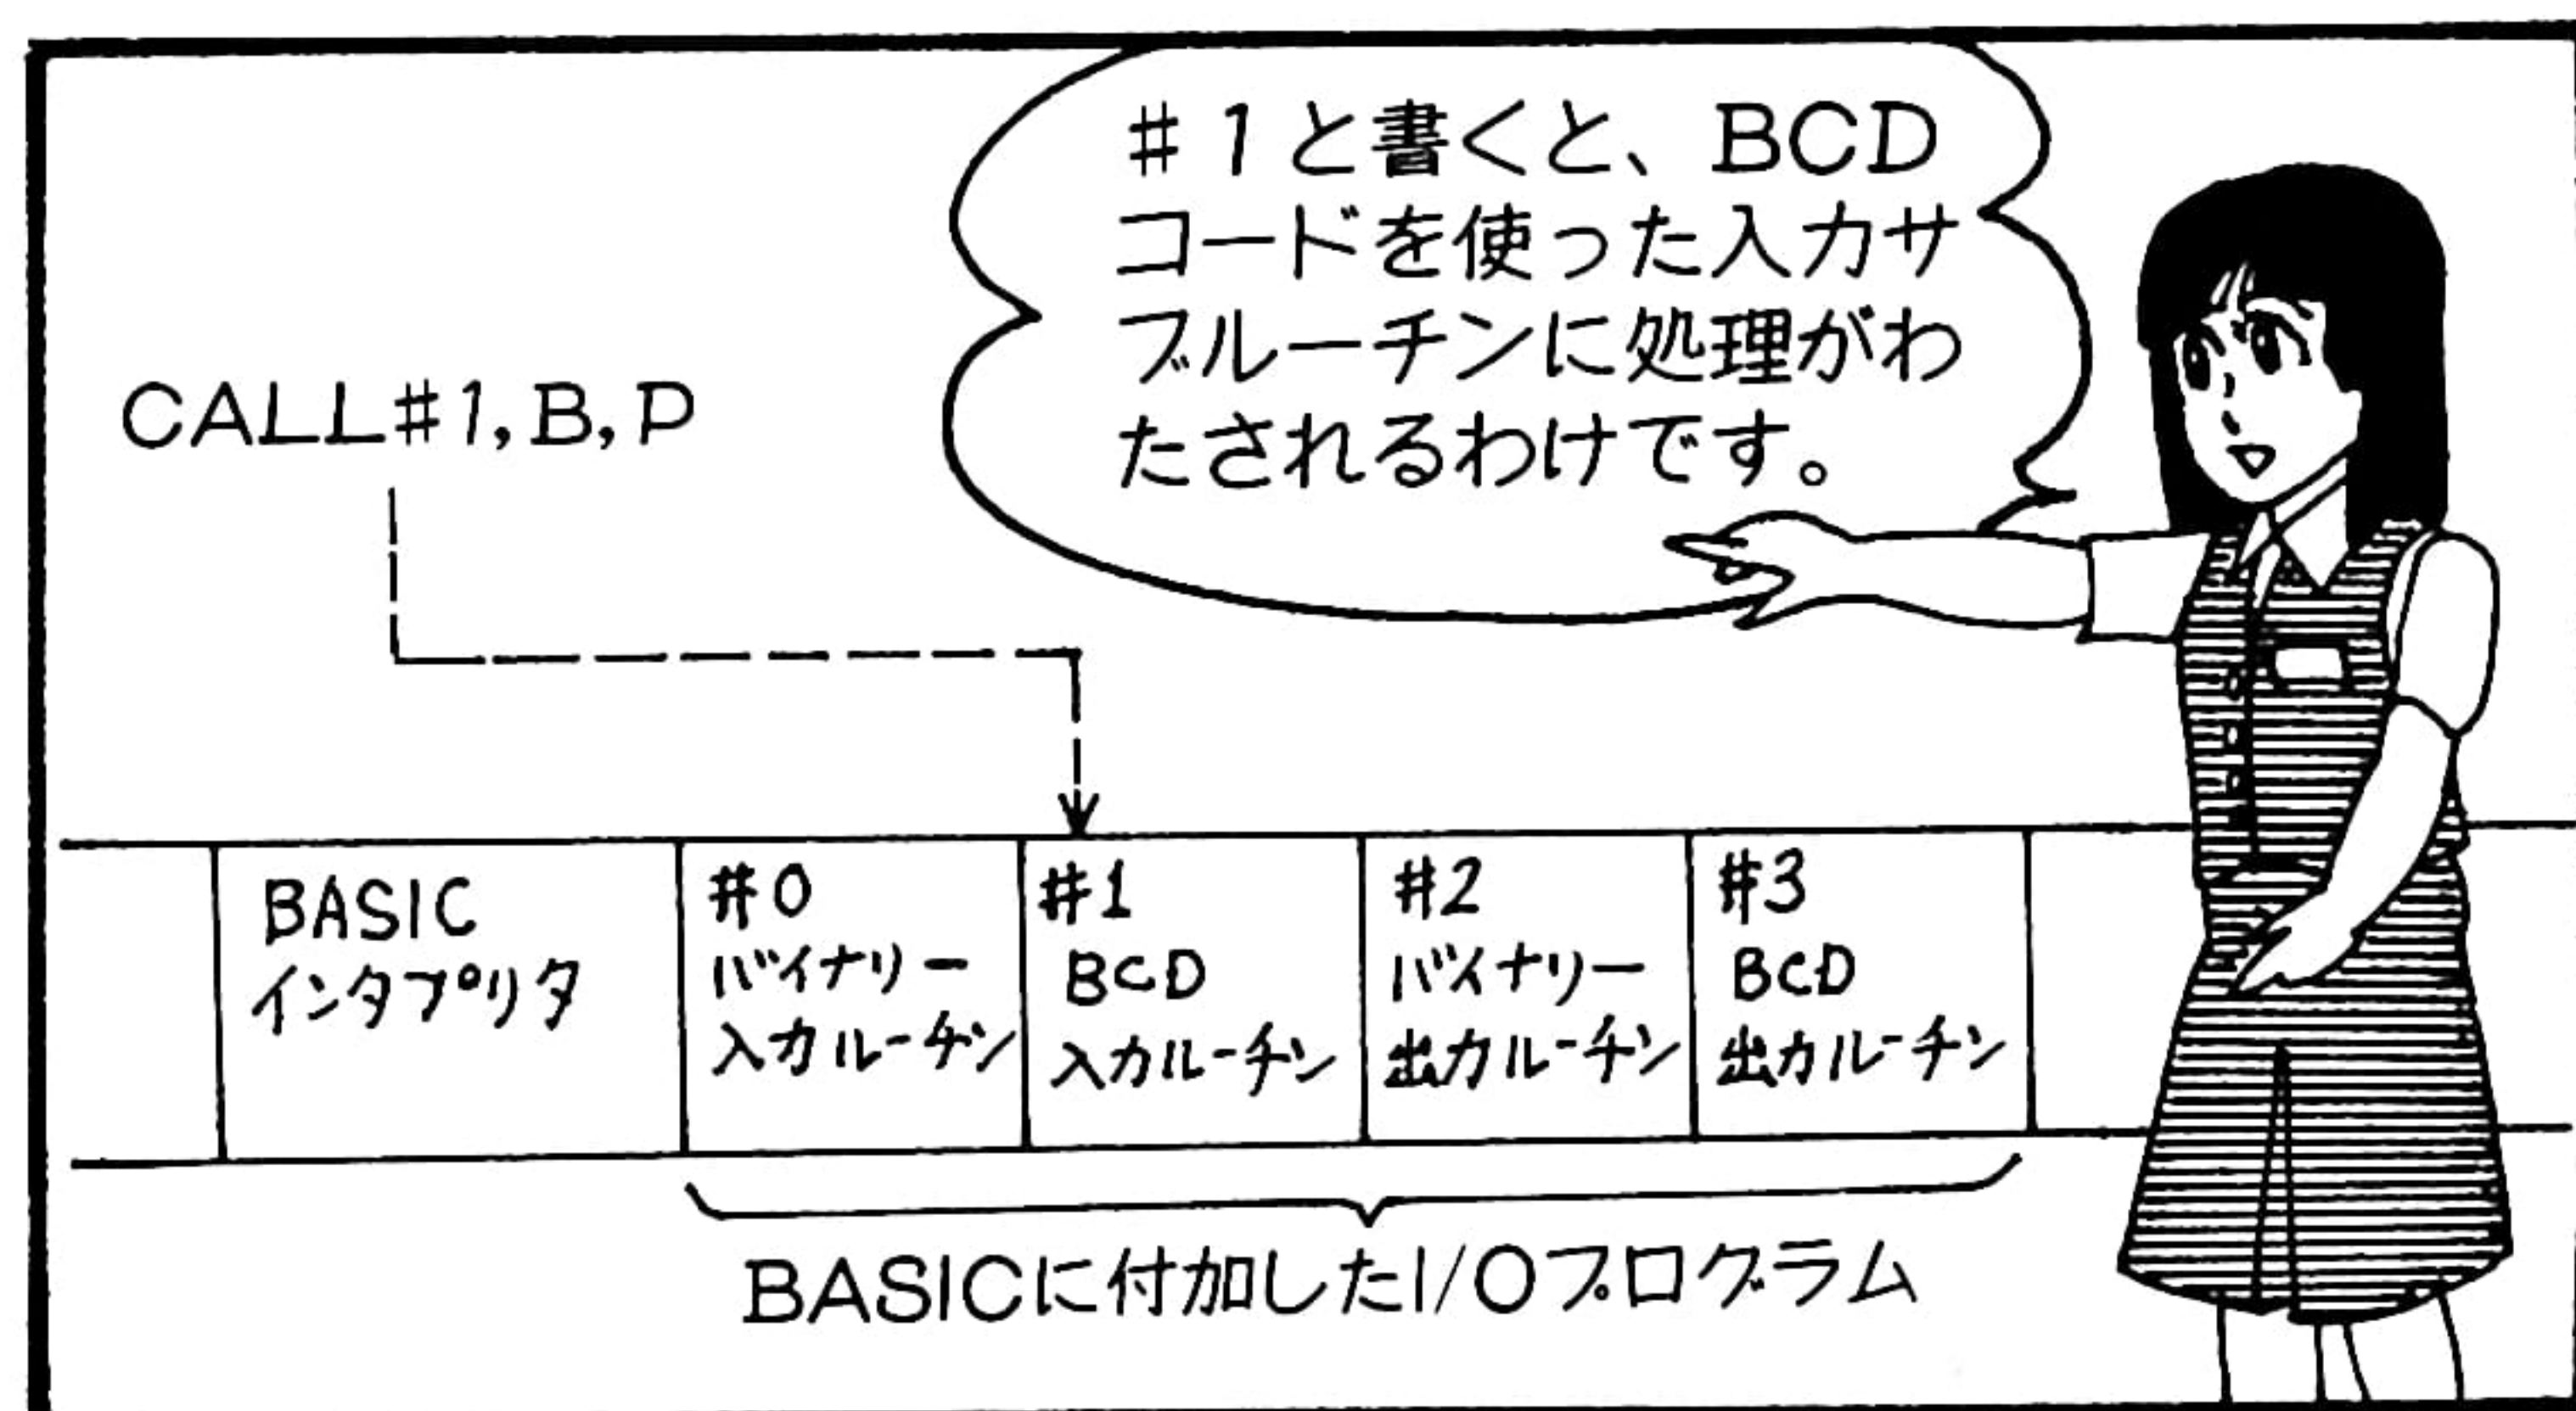 ＃１と書くと、BCD
コードを使った入力サ
ブルーチンに処理がわ
たされるわけです。
CALL＃1,B,P
BASIC
インタプリタ
#0
バイナリー
入力ルーチン
#1
BCD
入力ルーチン
#2
バイナリー
出力ルーチン
#3
BCD
出力ルーチン
BASICに付加したI/Oプログラム